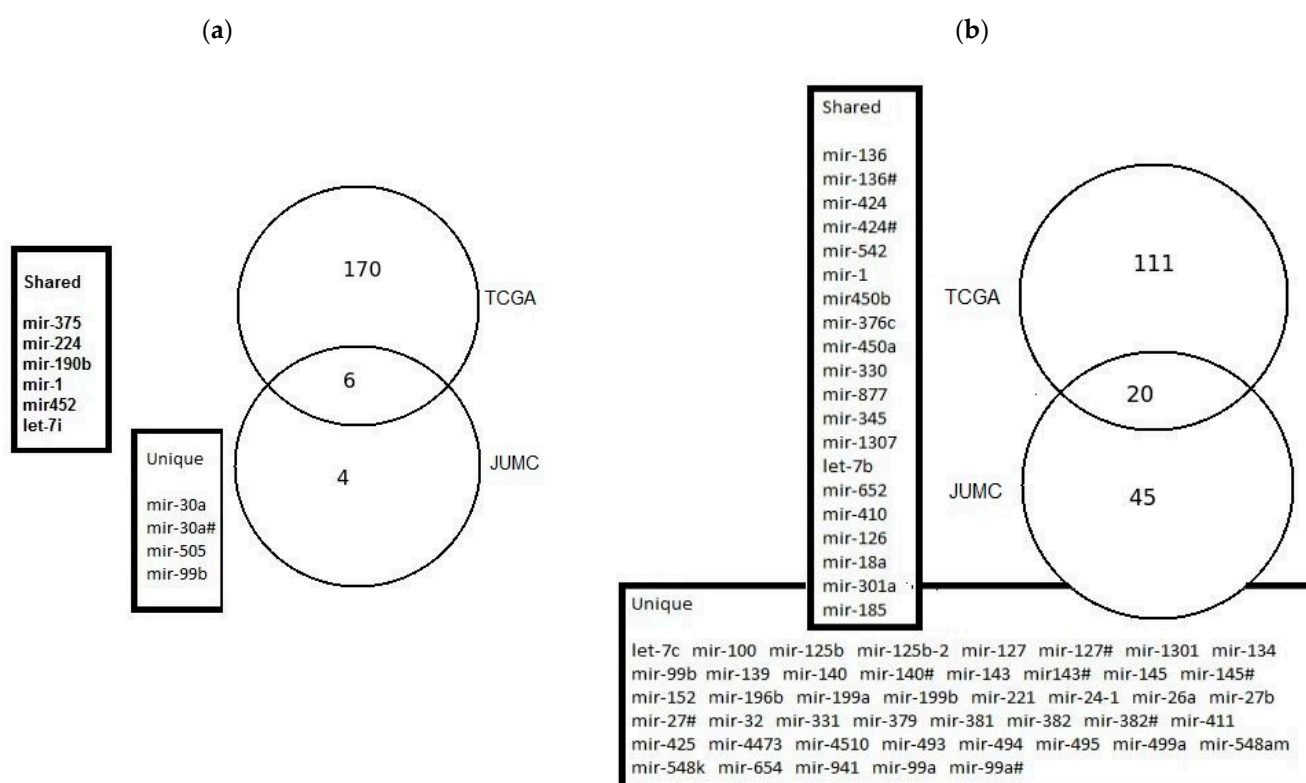 (a)
Shared
mir-375
mir-224
mir-190b
mir-1
mir452
let-7i
Unique
mir-30a
mir-30a#
mir-505
mir-99b
170
TCGA
6
JUMC
4
(b)
Shared
mir-136
mir-136#
mir-424
mir-424#
mir-542
mir-1
mir450b
mir-376c
mir-450a
mir-330
mir-877
mir-345
mir-1307
let-7b
mir-652
mir-410
mir-126
mir-18a
mir-301a
mir-185
111
TCGA
20
JUMC
45
Unique
let-7c mir-100 mir-125b mir-125b-2 mir-127 mir-127# mir-1301 mir-134
mir-99b mir-139 mir-140 mir-140# mir-143 mir143# mir-145 mir-145#
mir-152 mir-196b mir-199a mir-199b mir-221 mir-24-1 mir-26a mir-27b
mir-27# mir-32 mir-331 mir-379 mir-381 mir-382 mir-382# mir-411
mir-425 mir-4473 mir-4510 mir-493 mir-494 mir-495 mir-499a mir-548am
mir-548k mir-654 mir-941 mir-99a mir-99a#